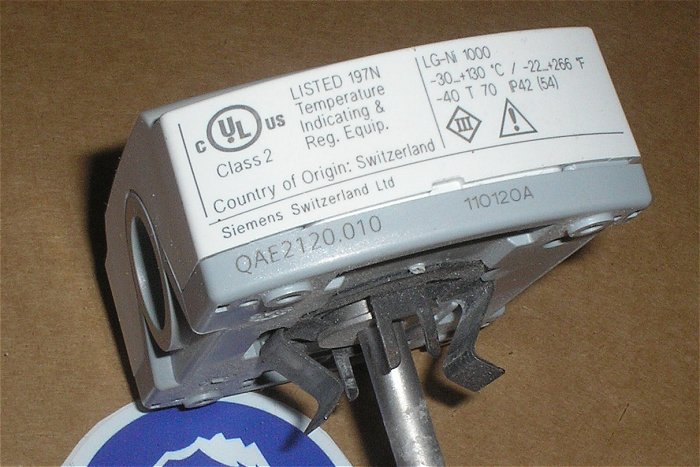 c UL US
Class 2
LISTED 197N
Temperature
Indicating &
Reg. Equip.
Country of Origin: Switzerland
Siemens Switzerland Ltd
LG-Ni 1000
-30...+130 °C / -22...+266 °F
-40 T 70 IP42 (54)
III
QAE2120.010
110120A